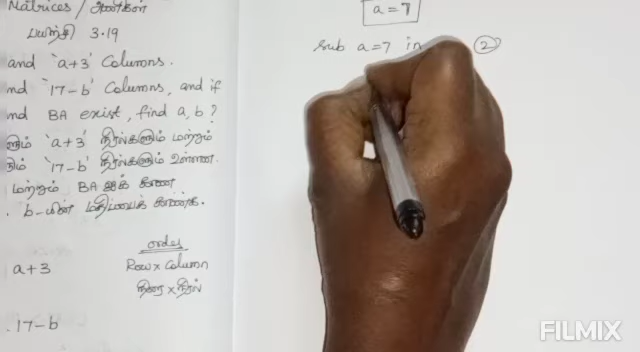 Matrices / அணிகள்
பயிற்சி 3.19
and 'a+3' Columns.
nd '17-b' Columns, and if
nd BA exist, find a, b ?
ளும் 'a+3' நிரல்களும் மற்றும்
ளும் '17-b' நிரல்களும் உள்ளன.
மற்றும் BA ஆக்
. b-யின் மதிப்பைக் காண்க.
order
a+3 Row x Column
நிரை x நிரல்
. 17-b
a = 7
sub a=7 in 2
FILMIX